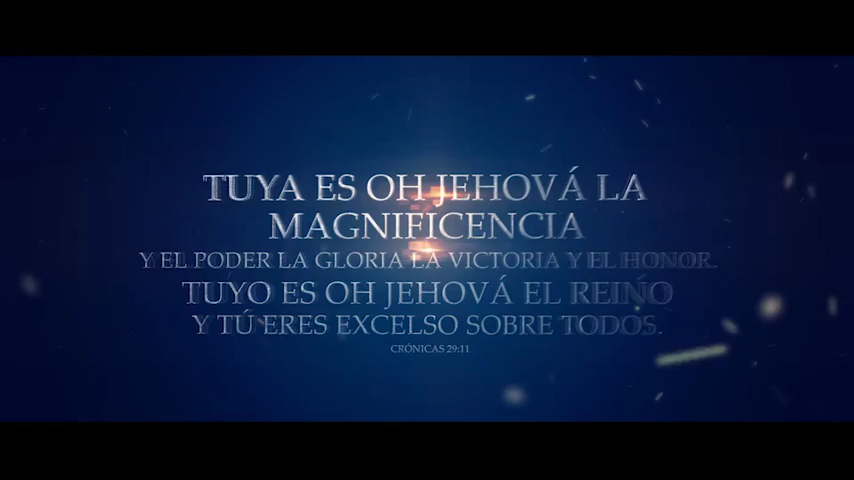 TUYA ES OH JEHOVÁ LA
MAGNIFICENCIA
Y EL PODER LA GLORIA LA VICTORIA Y EL HONOR.
TUYO ES OH JEHOVÁ EL REINO
Y TÚ ERES EXCELSO SOBRE TODOS.
CRÓNICAS 29:11